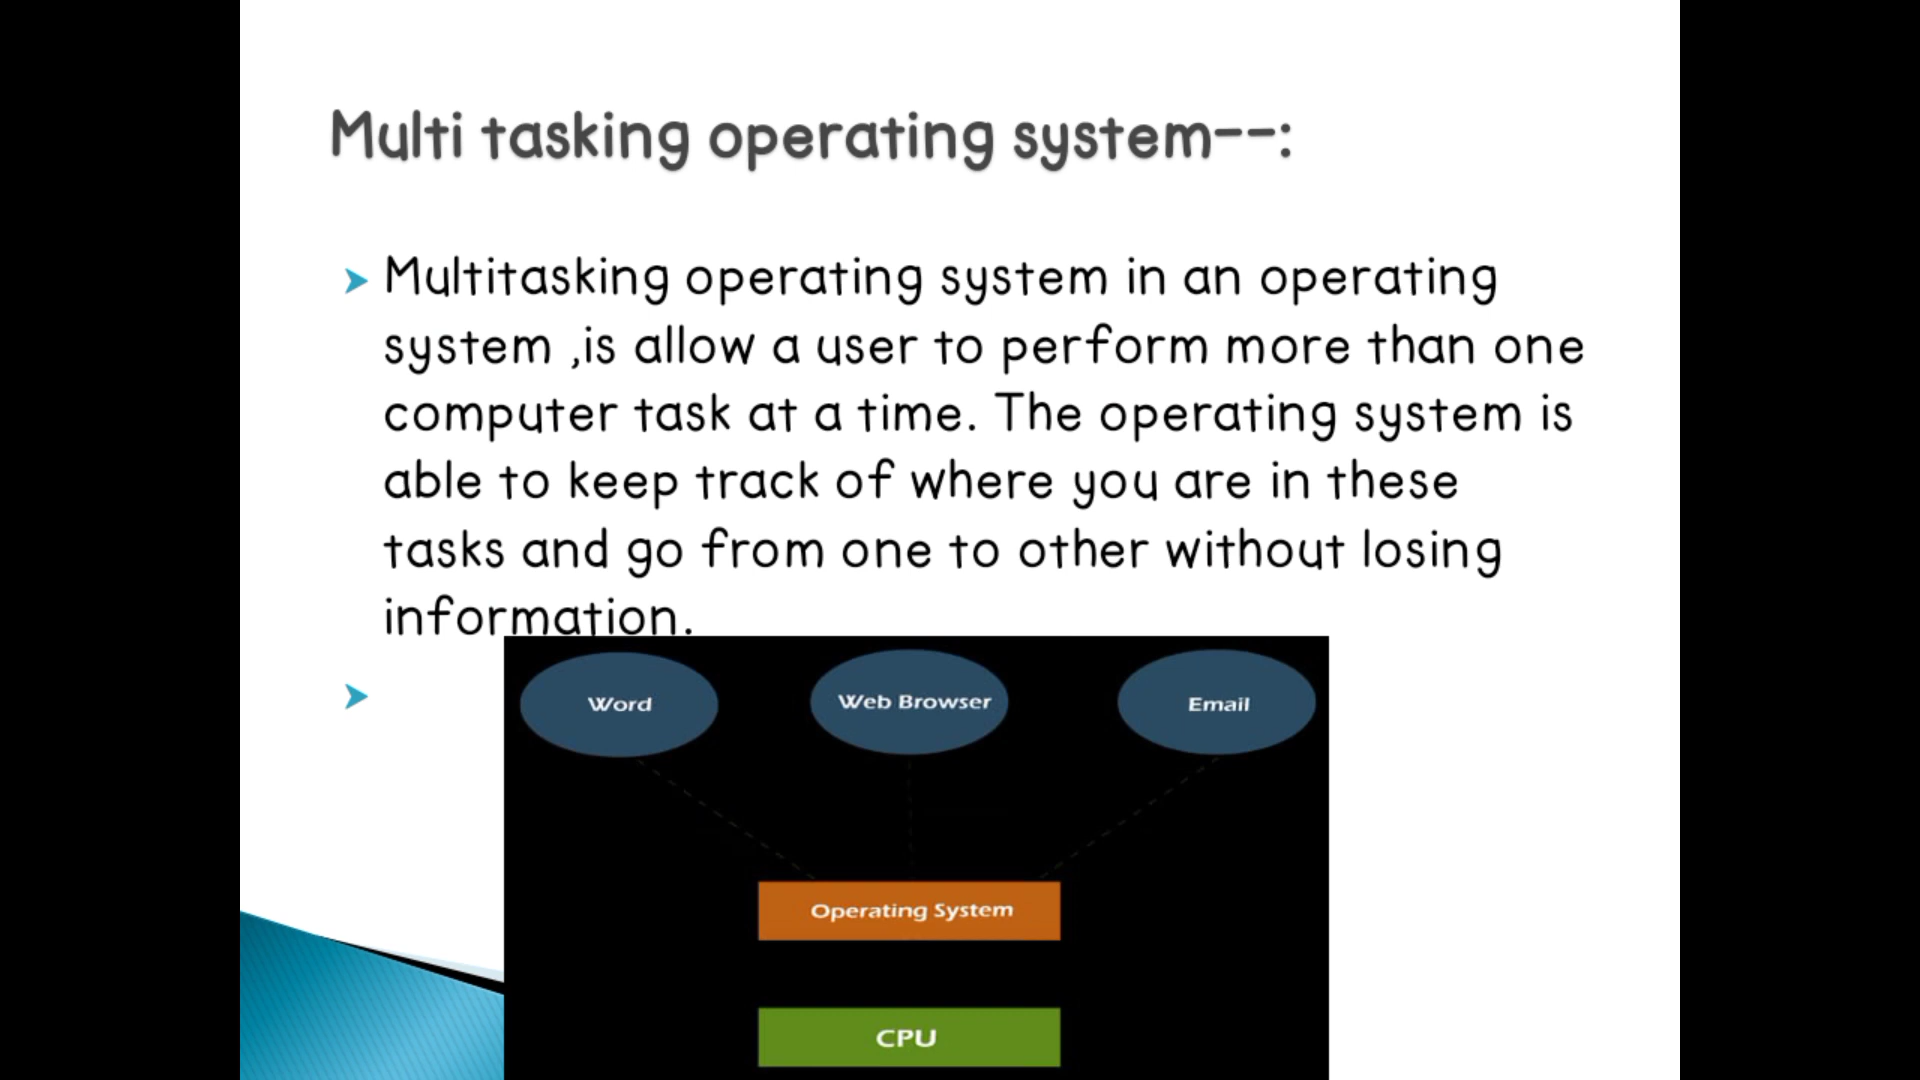 Multi tasking operating system--:
Multitasking operating system in an operating
system ,is allow a user to perform more than one
computer task at a time. The operating system is
able to keep track of where you are in these
tasks and go from one to other without losing
information.
Word Web Browser Email
Operating System
CPU